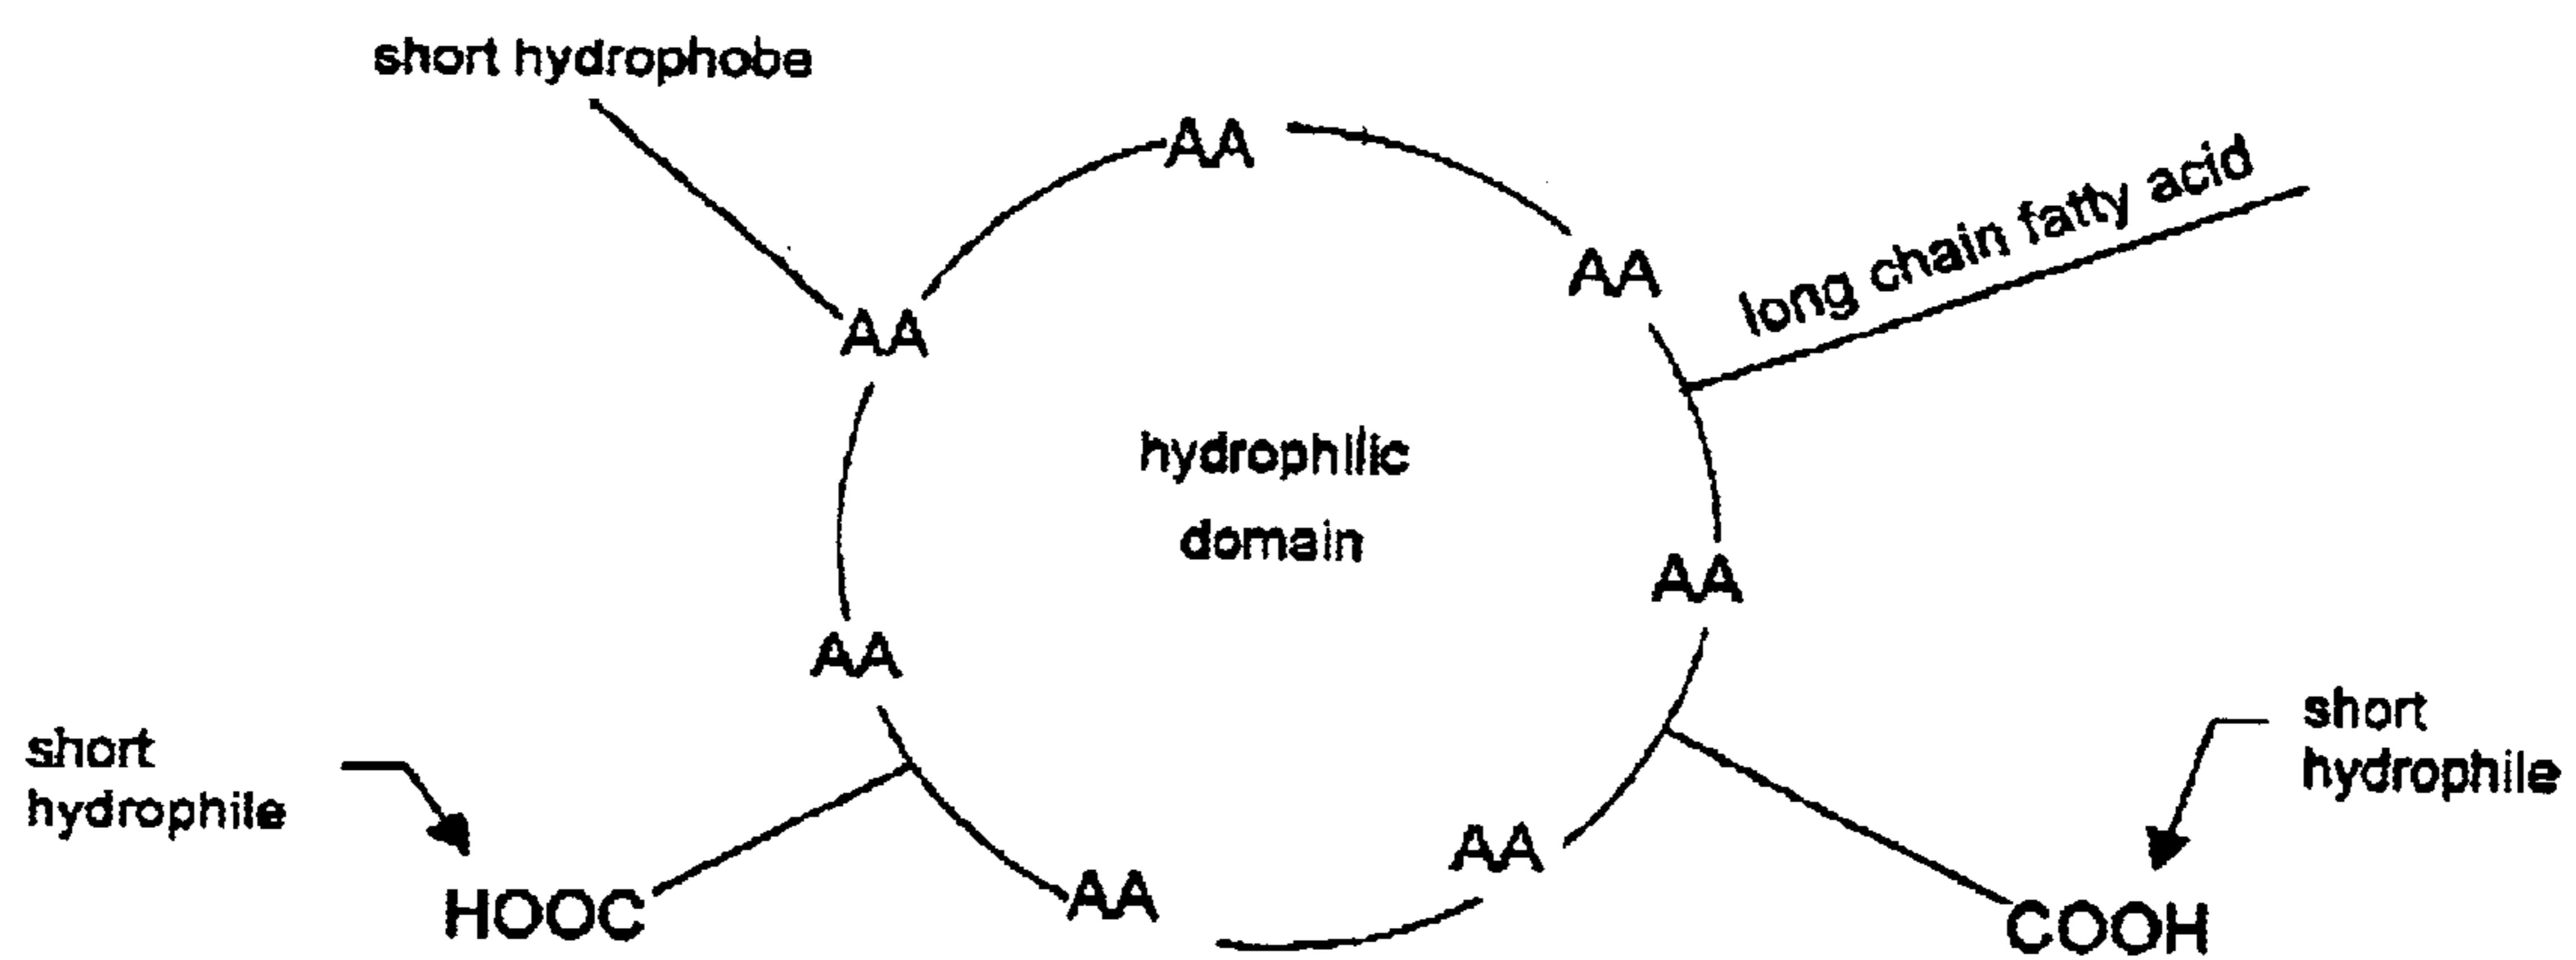 short hydrophobe
AA
long chain fatty acid
AA
AA
hydrophilic
domain
AA
AA
short
hydrophile
short
hydrophile
AA
AA
HOOC
COOH